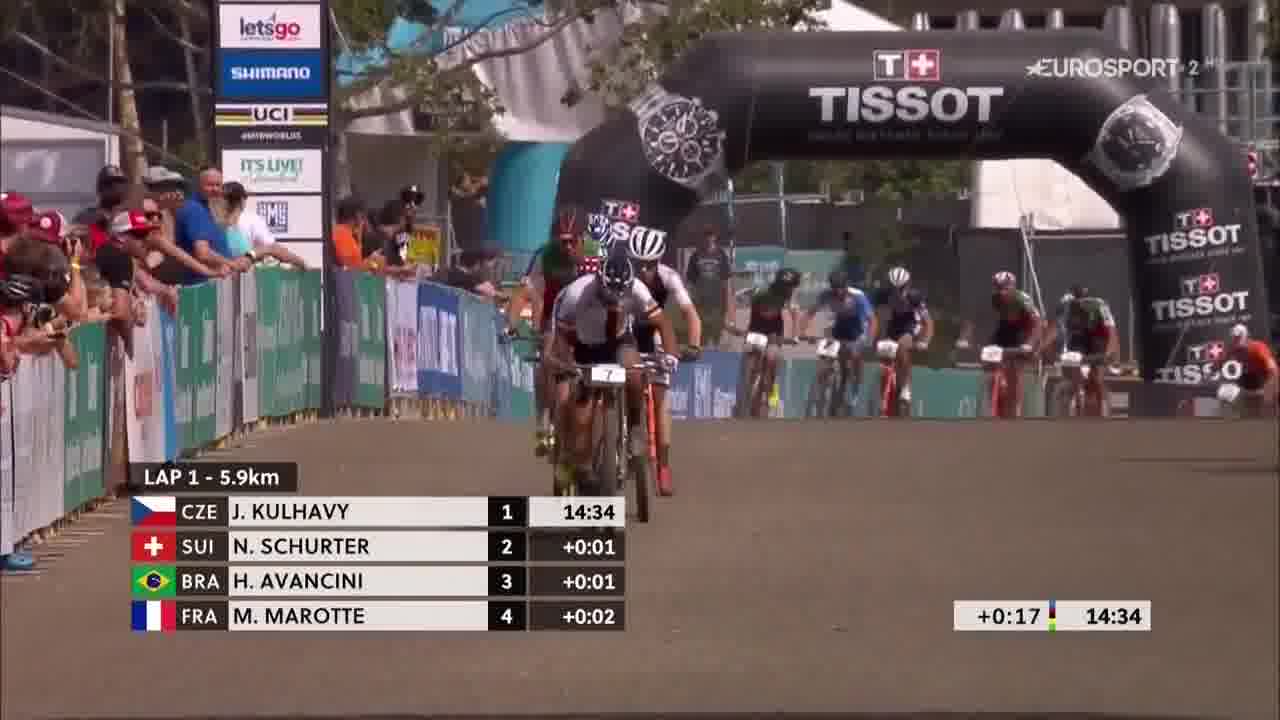 letsgo
SHIMANO
UCI
#MTBWORLDS
IT'S LIVE!
T+
TISSOT
EUROSPORT 2
T+
TISSOT
T+
TISSOT
T+
TISSOT
7
LAP 1 - 5.9km
CZE J. KULHAVY 1 14:34
SUI N. SCHURTER 2 +0:01
BRA H. AVANCINI 3 +0:01
FRA M. MAROTTE 4 +0:02
+0:17 14:34